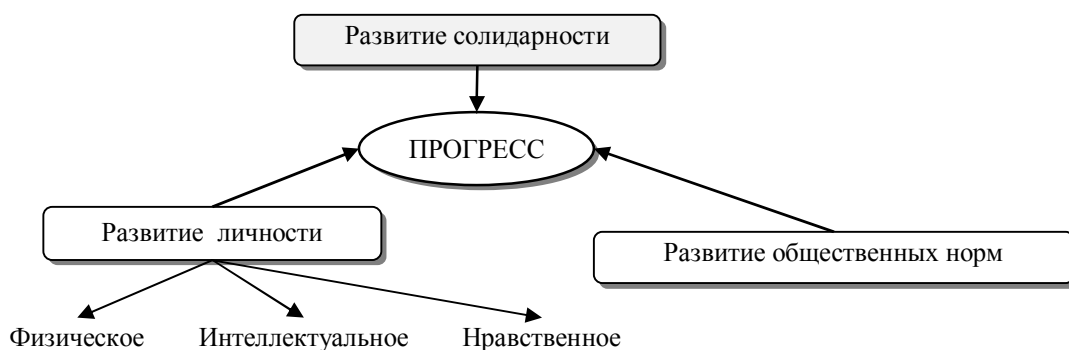 Развитие солидарности
ПРОГРЕСС
Развитие личности
Развитие общественных норм
Физическое
Интеллектуальное
Нравственное